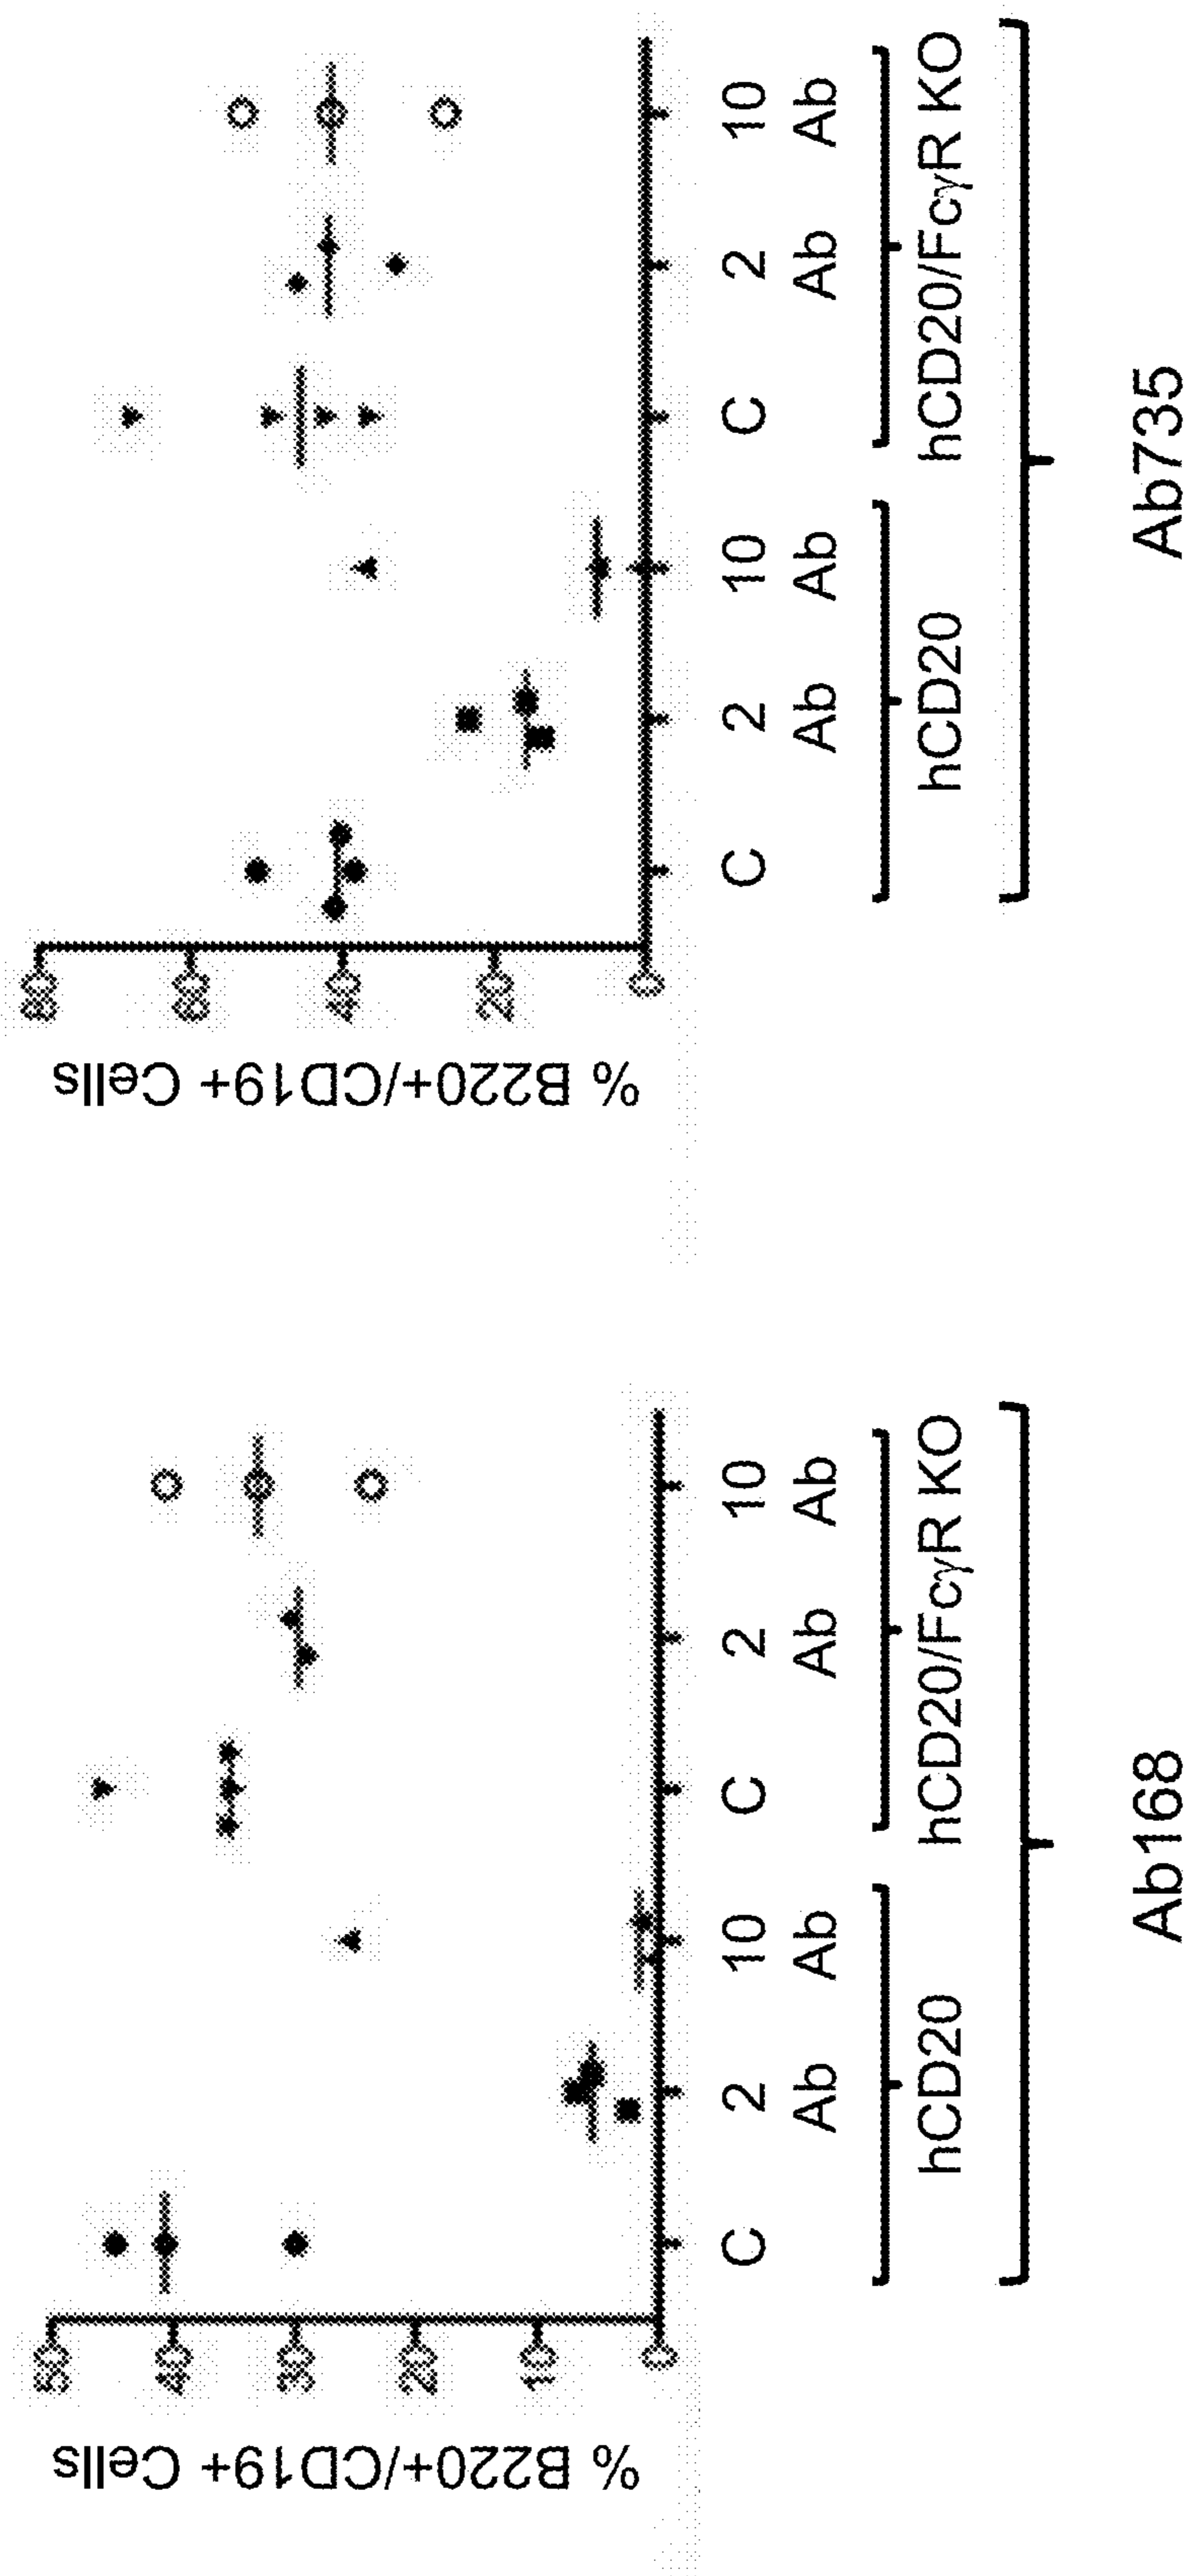 % B220+/CD19+ Cells
50
40
30
20
10
0
C 2 10 C 2 10
Ab Ab Ab Ab
hCD20 hCD20/FcγR KO
Ab168
% B220+/CD19+ Cells
80
60
40
20
0
C 2 10 C 2 10
Ab Ab Ab Ab
hCD20 hCD20/FcγR KO
Ab735